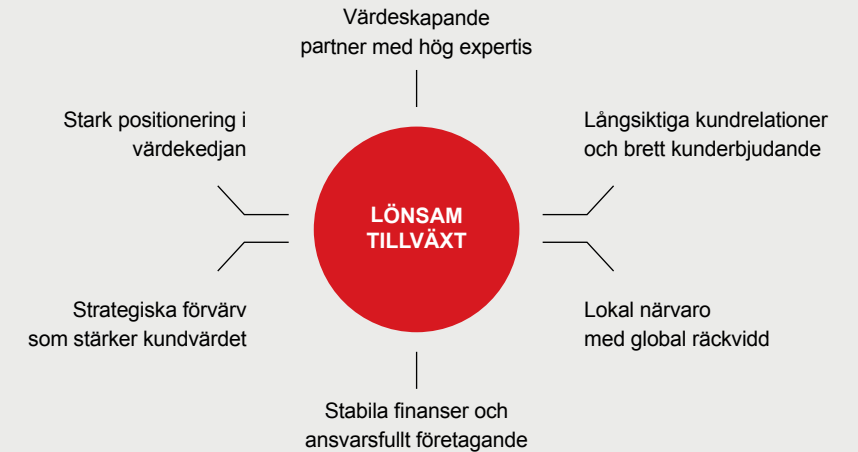 Värdeskapande
partner med hög expertis
Stark positionering i
värdekedjan
Långsiktiga kundrelationer
och brett kunderbjudande
LÖNSAM
TILLVÄXT
Strategiska förvärv
som stärker kundvärdet
Lokal närvaro
med global räckvidd
Stabila finanser och
ansvarsfullt företagande